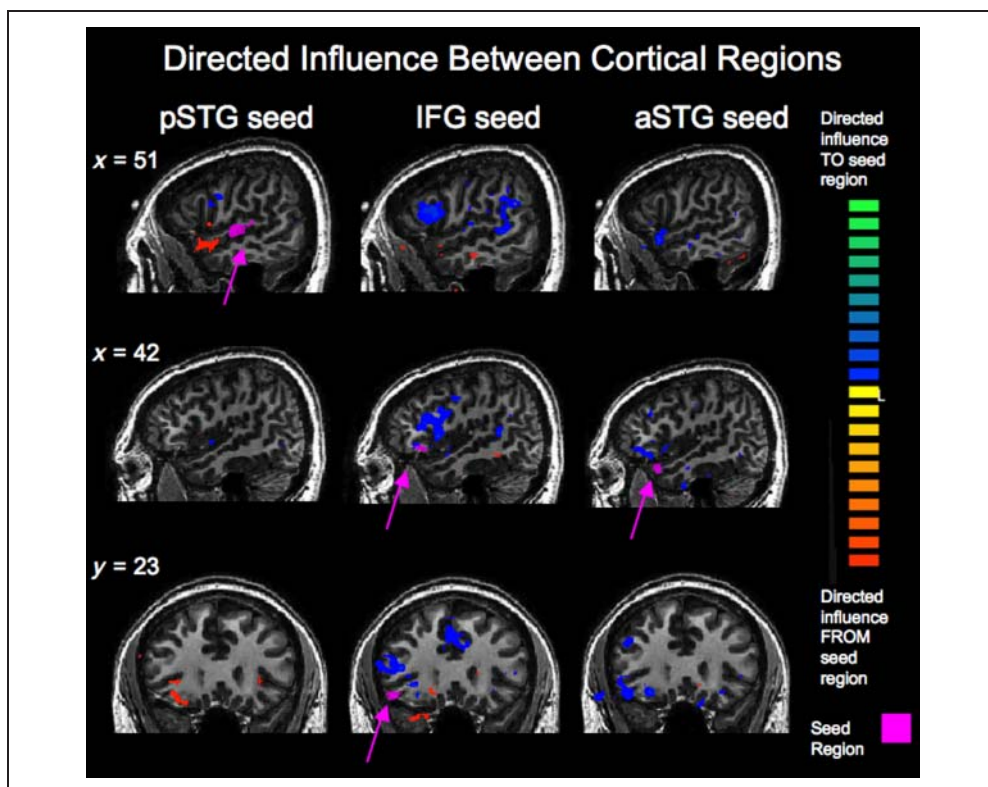 Directed Influence Between Cortical Regions
pSTG seed
IFG seed
aSTG seed
Directed
influence
TO seed
region
x = 51
x = 42
y = 23
Directed
influence
FROM
seed
region
Seed
Region